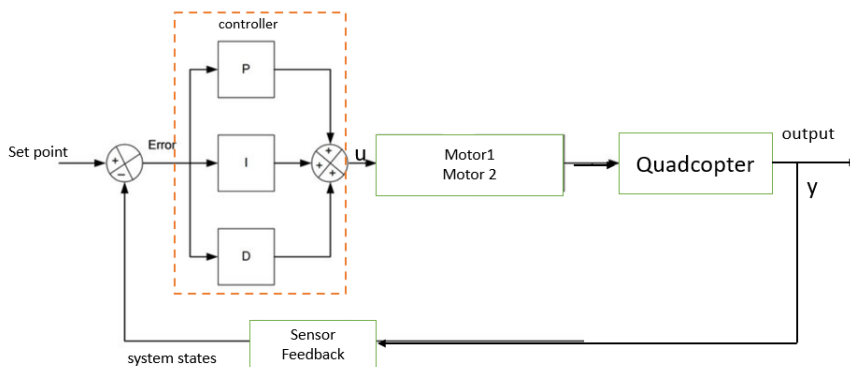 controller
P
Set point
+
−
Error
I
+
+
+
u
Motor1
Motor 2
Quadcopter
output
y
D
Sensor
Feedback
system states